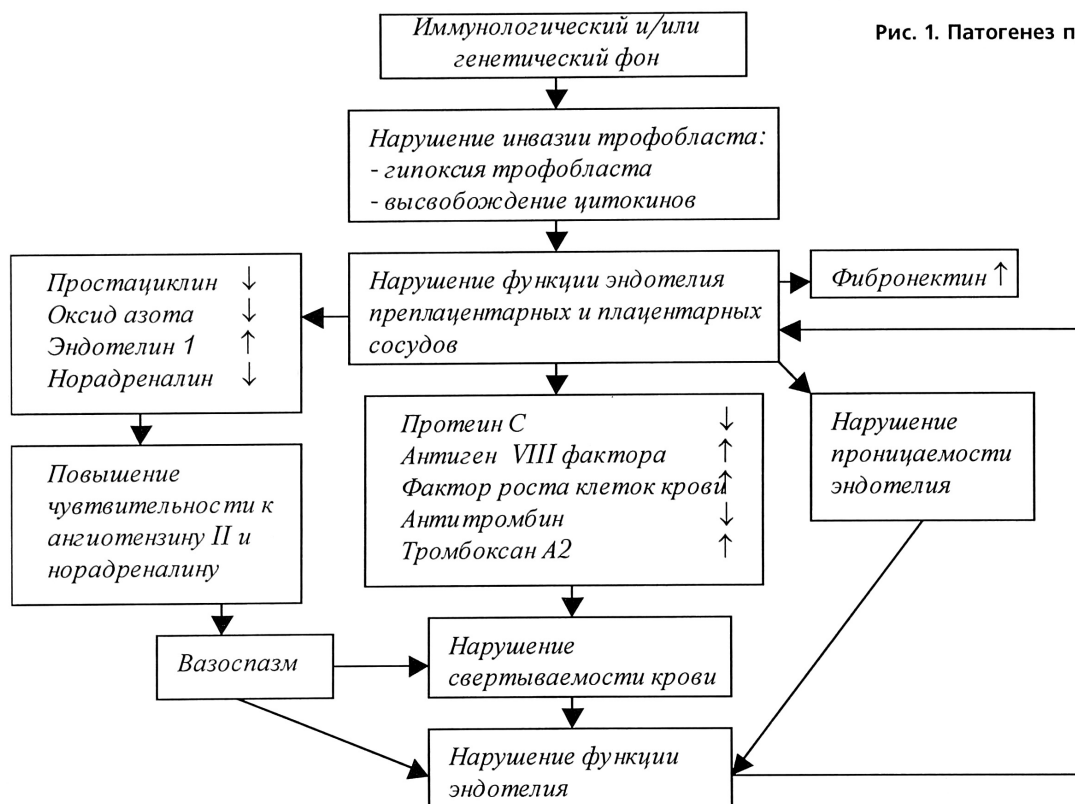 Иммунологический и/или
генетический фон
Рис. 1. Патогенез п
Нарушение инвазии трофобласта:
- гипоксия трофобласта
- высвобождение цитокинов
Простациклин ↓
Оксид азота ↓
Эндотелин 1 ↑
Норадреналин ↓
Нарушение функции эндотелия
преплацентарных и плацентарных
сосудов
Фибронектин ↑
Протеин С ↓
Антиген VIII фактора ↑
Фактор роста клеток крови ↑
Антитромбин ↓
Тромбоксан А2 ↑
Нарушение
проницаемости
эндотелия
Повышение
чувтвительности к
ангиотензину II и
норадреналину
Вазоспазм
Нарушение
свертываемости крови
Нарушение функции
эндотелия